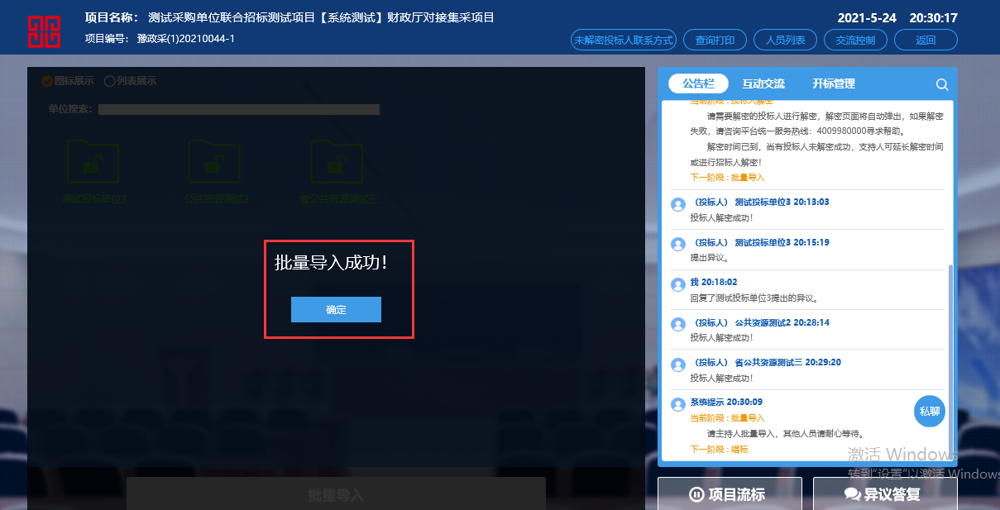 项目名称： 测试采购单位联合招标测试项目【系统测试】财政厅对接集采项目
2021-5-24 20:30:17
项目编号： 豫政采(1)20210044-1
未解密投标人联系方式
查询打印
人员列表
交流控制
返回
图标展示 列表展示
单位搜索：
测试投标单位3
公共资源测试2
省公共资源测试三
批量导入成功！
确定
批量导入
公告栏 互动交流 开标管理
当前阶段：投标人解密
请需要解密的投标人进行解密，解密页面将自动弹出，如果解密
失败，请咨询平台统一服务热线：4009980000寻求帮助。
解密时间已到，尚有投标人未解密成功，支持人可延长解密时间
或进行招标人解密！
下一阶段：批量导入
（投标人） 测试投标单位3 20:13:03
投标人解密成功！
（投标人） 测试投标单位3 20:15:19
提出异议。
我 20:18:02
回复了测试投标单位3提出的异议。
（投标人） 公共资源测试2 20:28:14
投标人解密成功！
（投标人） 省公共资源测试三 20:29:20
投标人解密成功！
系统提示 20:30:09
当前阶段：批量导入
请主持人批量导入，其他人员请耐心等待。
下一阶段：唱标
私聊
激活 Windows
转到"设置"以激活 Windows
项目流标
异议答复